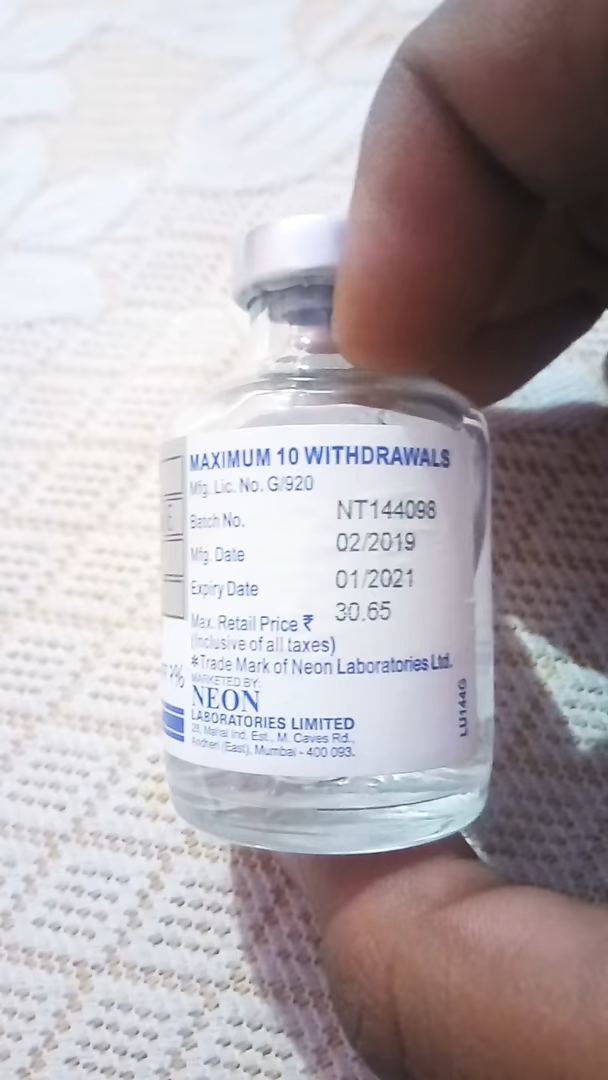 MAXIMUM 10 WITHDRAWALS
Mfg. Lic. No. G/920
Batch No. NT144098
Mfg. Date 02/2019
Expiry Date 01/2021
Max. Retail Price ₹ 30.65
(Inclusive of all taxes)
*Trade Mark of Neon Laboratories Ltd.
MARKETED BY:
NEON
LABORATORIES LIMITED
28, Mahal Ind. Est., M. Caves Rd.,
Andheri (East), Mumbai - 400 093.
LU144G
E
%